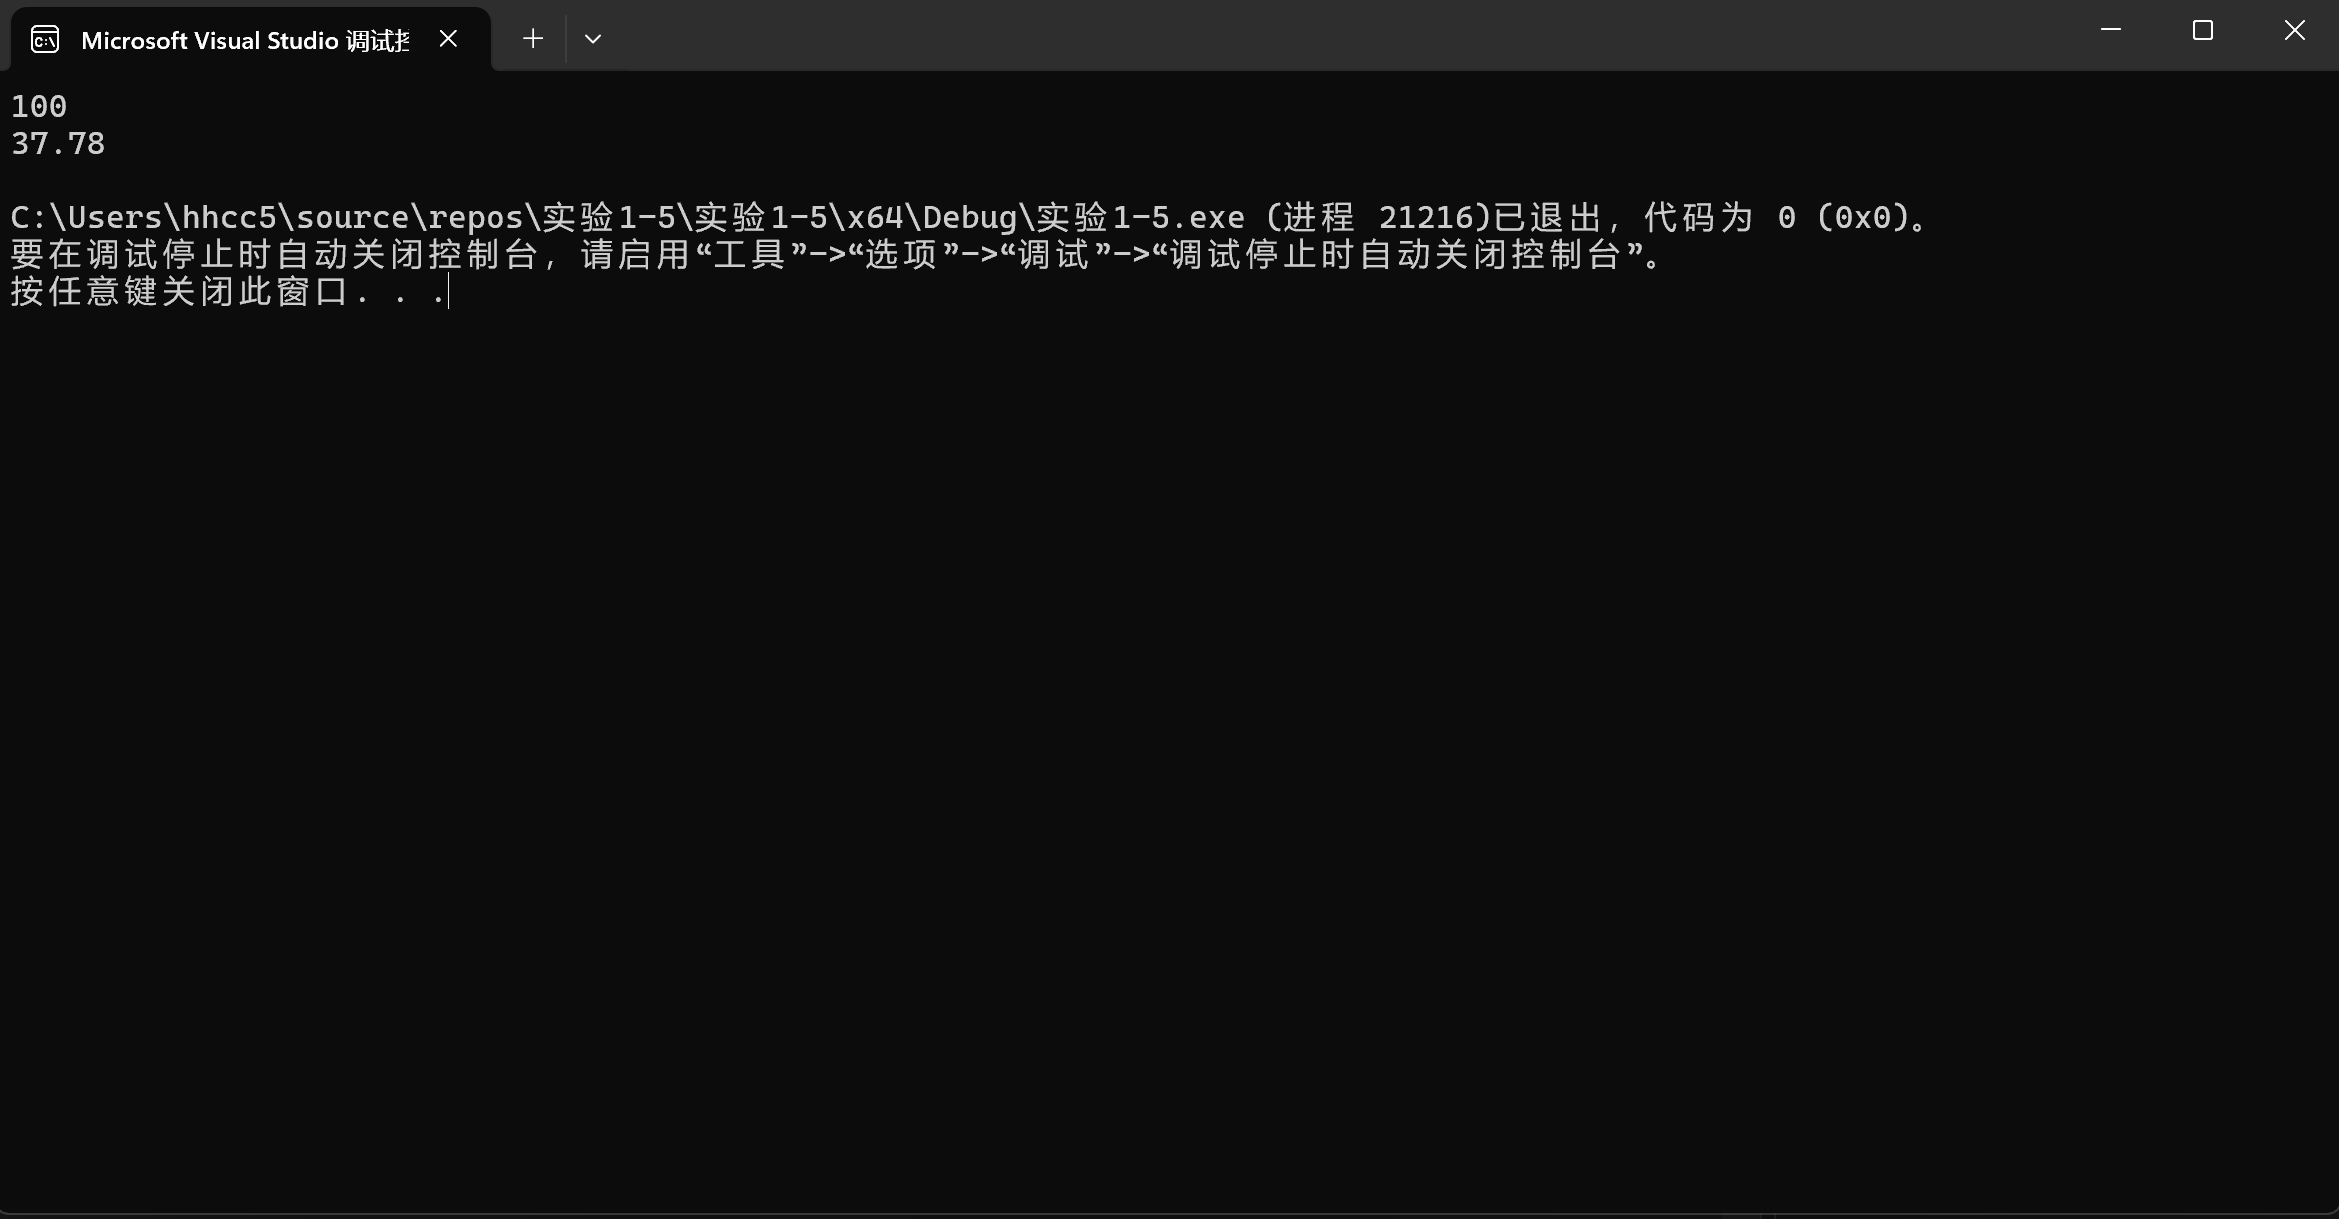 Microsoft Visual Studio 调试
100
37.78
C:\Users\hhcc5\source\repos\实验1-5\实验1-5\x64\Debug\实验1-5.exe (进程 21216)已退出，代码为 0 (0x0)。
要在调试停止时自动关闭控制台，请启用“工具”->“选项”->“调试”->“调试停止时自动关闭控制台”。
按任意键关闭此窗口. . .